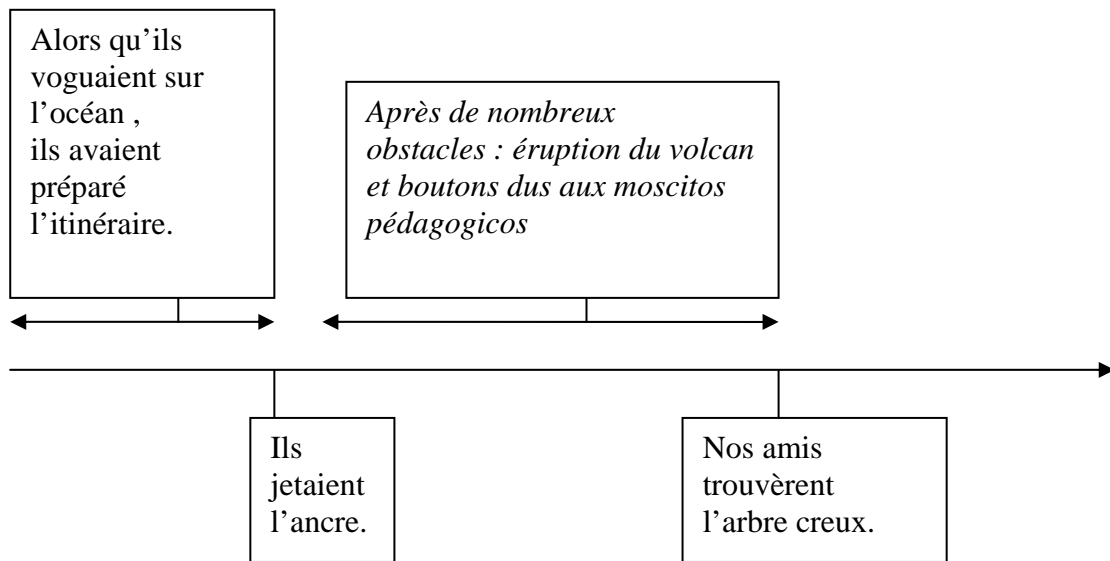 Alors qu’ils
voguaient sur
l’océan ,
ils avaient
préparé
l’itinéraire.
Après de nombreux
obstacles : éruption du volcan
et boutons dus aux moscitos
pédagogicos
Ils
jetaient
l’ancre.
Nos amis
trouvèrent
l’arbre creux.